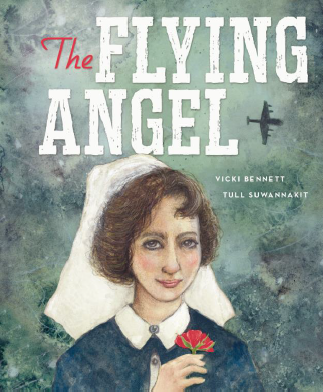 The FLYING
ANGEL
VICKI BENNETT
TULL SUWANNAKIT